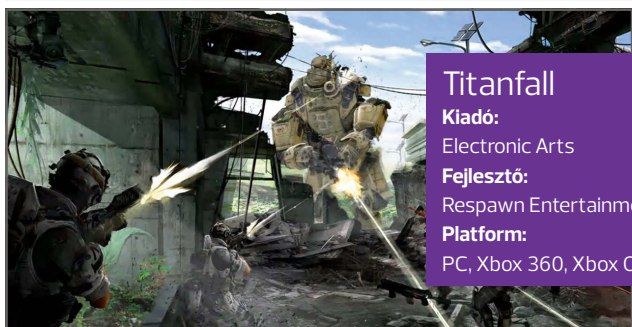 Titanfall
Kiadó:
Electronic Arts
Fejlesztő:
Respawn Entertainme
Platform:
PC, Xbox 360, Xbox O